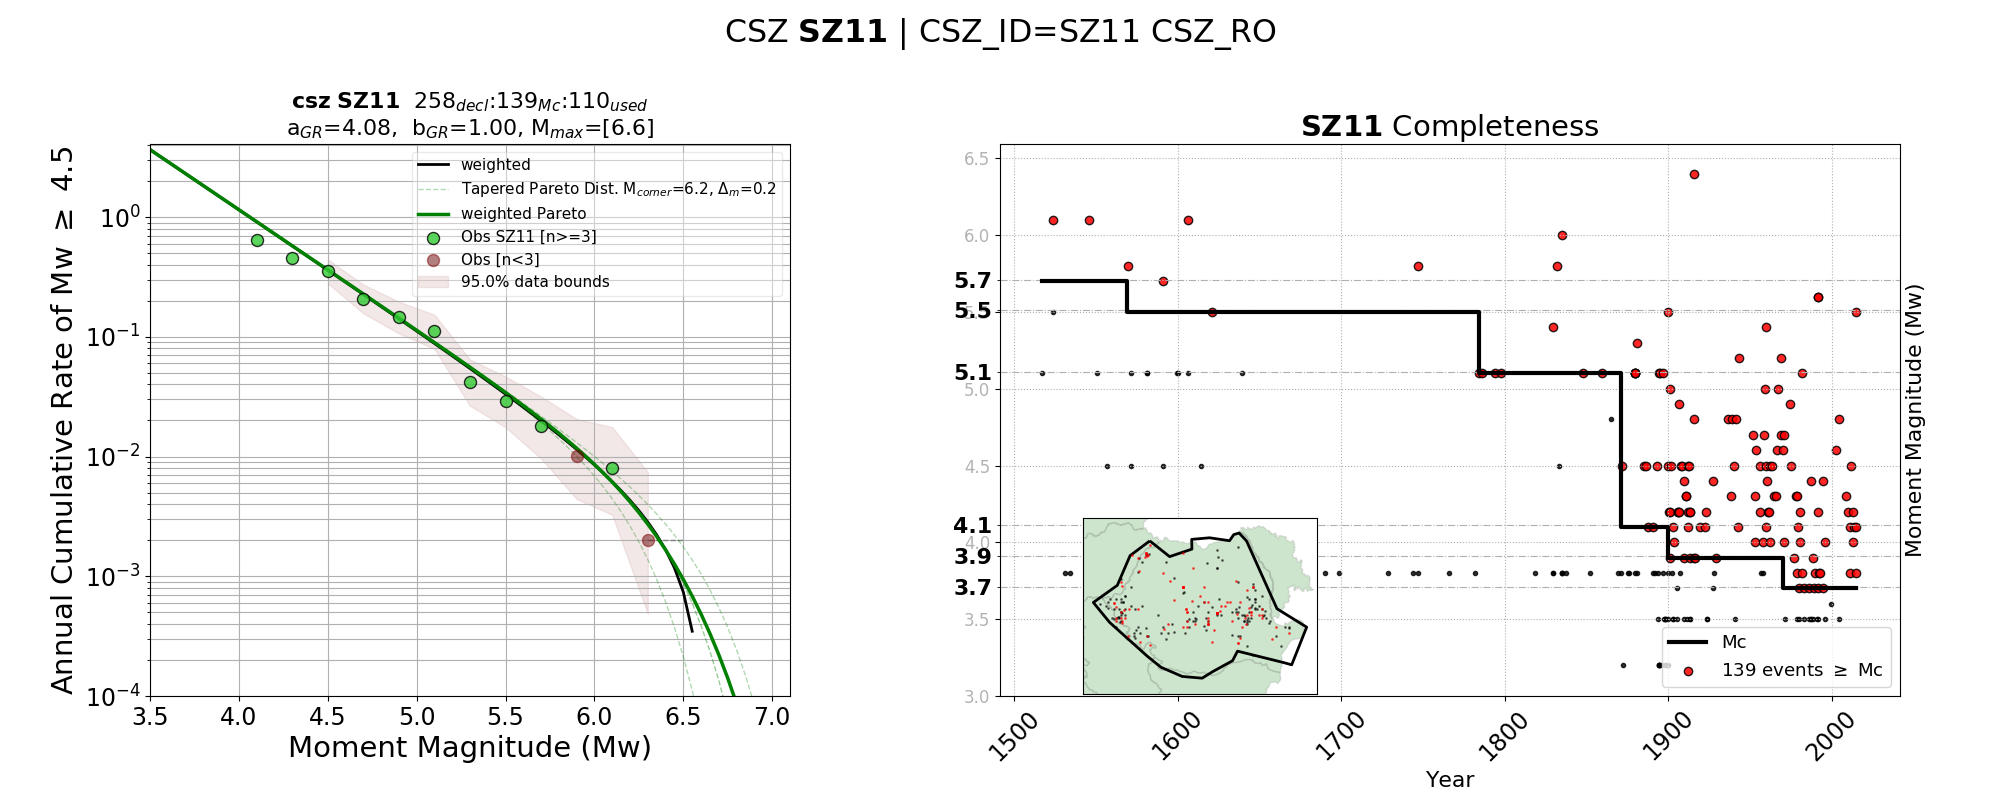 CSZ SZ11 | CSZ_ID=SZ11 CSZ_RO
csz SZ11 258decl:139Mc:110used
aGR=4.08, bGR=1.00, Mmax=[6.6]
Annual Cumulative Rate of Mw ≥ 4.5
10^0
10^−1
10^−2
10^−3
10^−4
weighted
Tapered Pareto Dist. Mcorner=6.2, Δm=0.2
weighted Pareto
Obs SZ11 [n>=3]
Obs [n<3]
95.0% data bounds
3.5 4.0 4.5 5.0 5.5 6.0 6.5 7.0
Moment Magnitude (Mw)
SZ11 Completeness
6.5
6.0
5.7
5.5
5.1
5.0
4.5
4.1
4.0
3.9
3.7
3.5
3.0
Moment Magnitude (Mw)
Mc
139 events ≥ Mc
1500 1600 1700 1800 1900 2000
Year